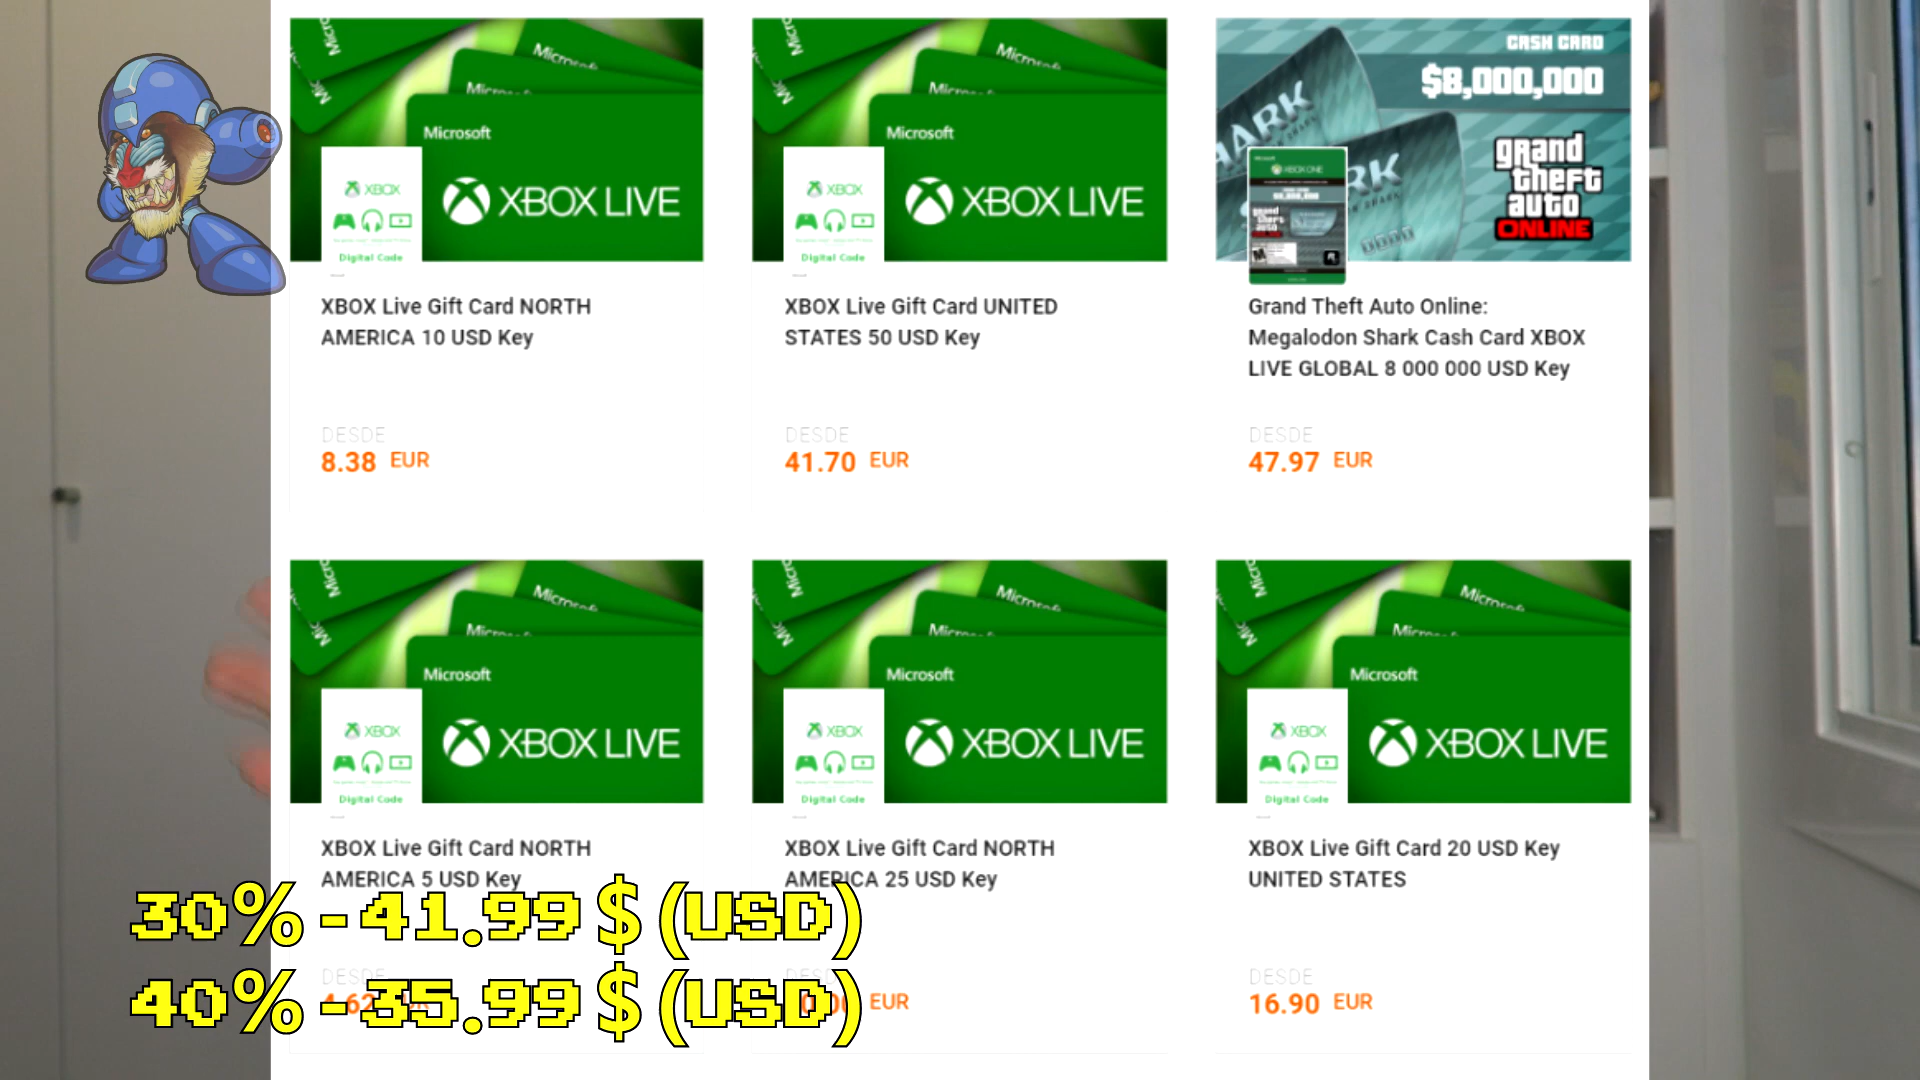 Microsoft
XBOX
XBOX LIVE
Digital Code
XBOX Live Gift Card NORTH
AMERICA 10 USD Key
DESDE
8.38 EUR
Microsoft
XBOX
XBOX LIVE
Digital Code
XBOX Live Gift Card UNITED
STATES 50 USD Key
DESDE
41.70 EUR
CASH CARD
$8,000,000
grand
theft
auto
ONLINE
Grand Theft Auto Online:
Megalodon Shark Cash Card XBOX
LIVE GLOBAL 8 000 000 USD Key
DESDE
47.97 EUR
Microsoft
XBOX
XBOX LIVE
Digital Code
XBOX Live Gift Card NORTH
AMERICA 5 USD Key
DESDE
Microsoft
XBOX
XBOX LIVE
Digital Code
XBOX Live Gift Card NORTH
AMERICA 25 USD Key
EUR
Microsoft
XBOX
XBOX LIVE
Digital Code
XBOX Live Gift Card 20 USD Key
UNITED STATES
DESDE
16.90 EUR
30%-41.99$(USD)
40%-35.99$(USD)